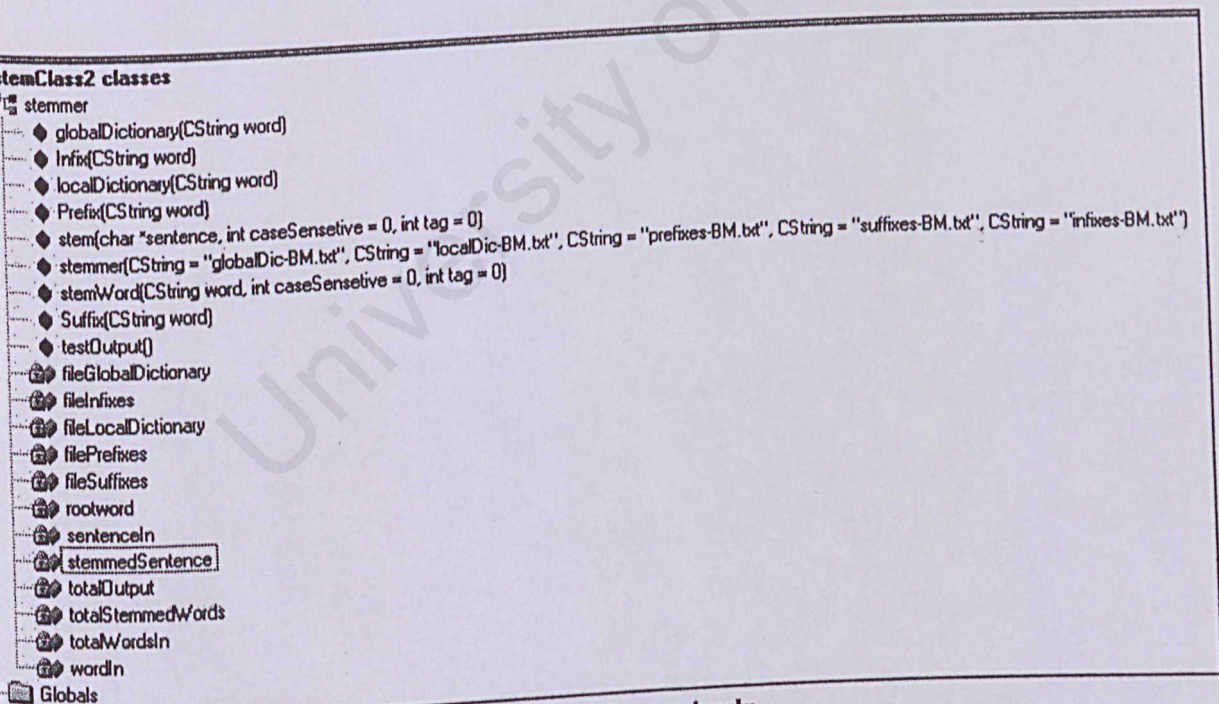 University o
temClass2 classes
stemmer
globalDictionary(CString word)
Infix(CString word)
localDictionary(CString word)
Prefix(CString word)
stem(char *sentence, int caseSensetive = 0, int tag = 0)
stemmer(CString = "globalDic-BM.txt", CString = "localDic-BM.txt", CString = "prefixes-BM.txt", CString = "suffixes-BM.txt", CString = "infixes-BM.txt")
stemWord(CString word, int caseSensetive = 0, int tag = 0)
Suffix(CString word)
testOutput()
fileGlobalDictionary
fileInfixes
fileLocalDictionary
filePrefixes
fileSuffixes
rootword
sentenceIn
stemmedSentence
totalOutput
totalStemmedWords
totalWordsIn
wordIn
Globals